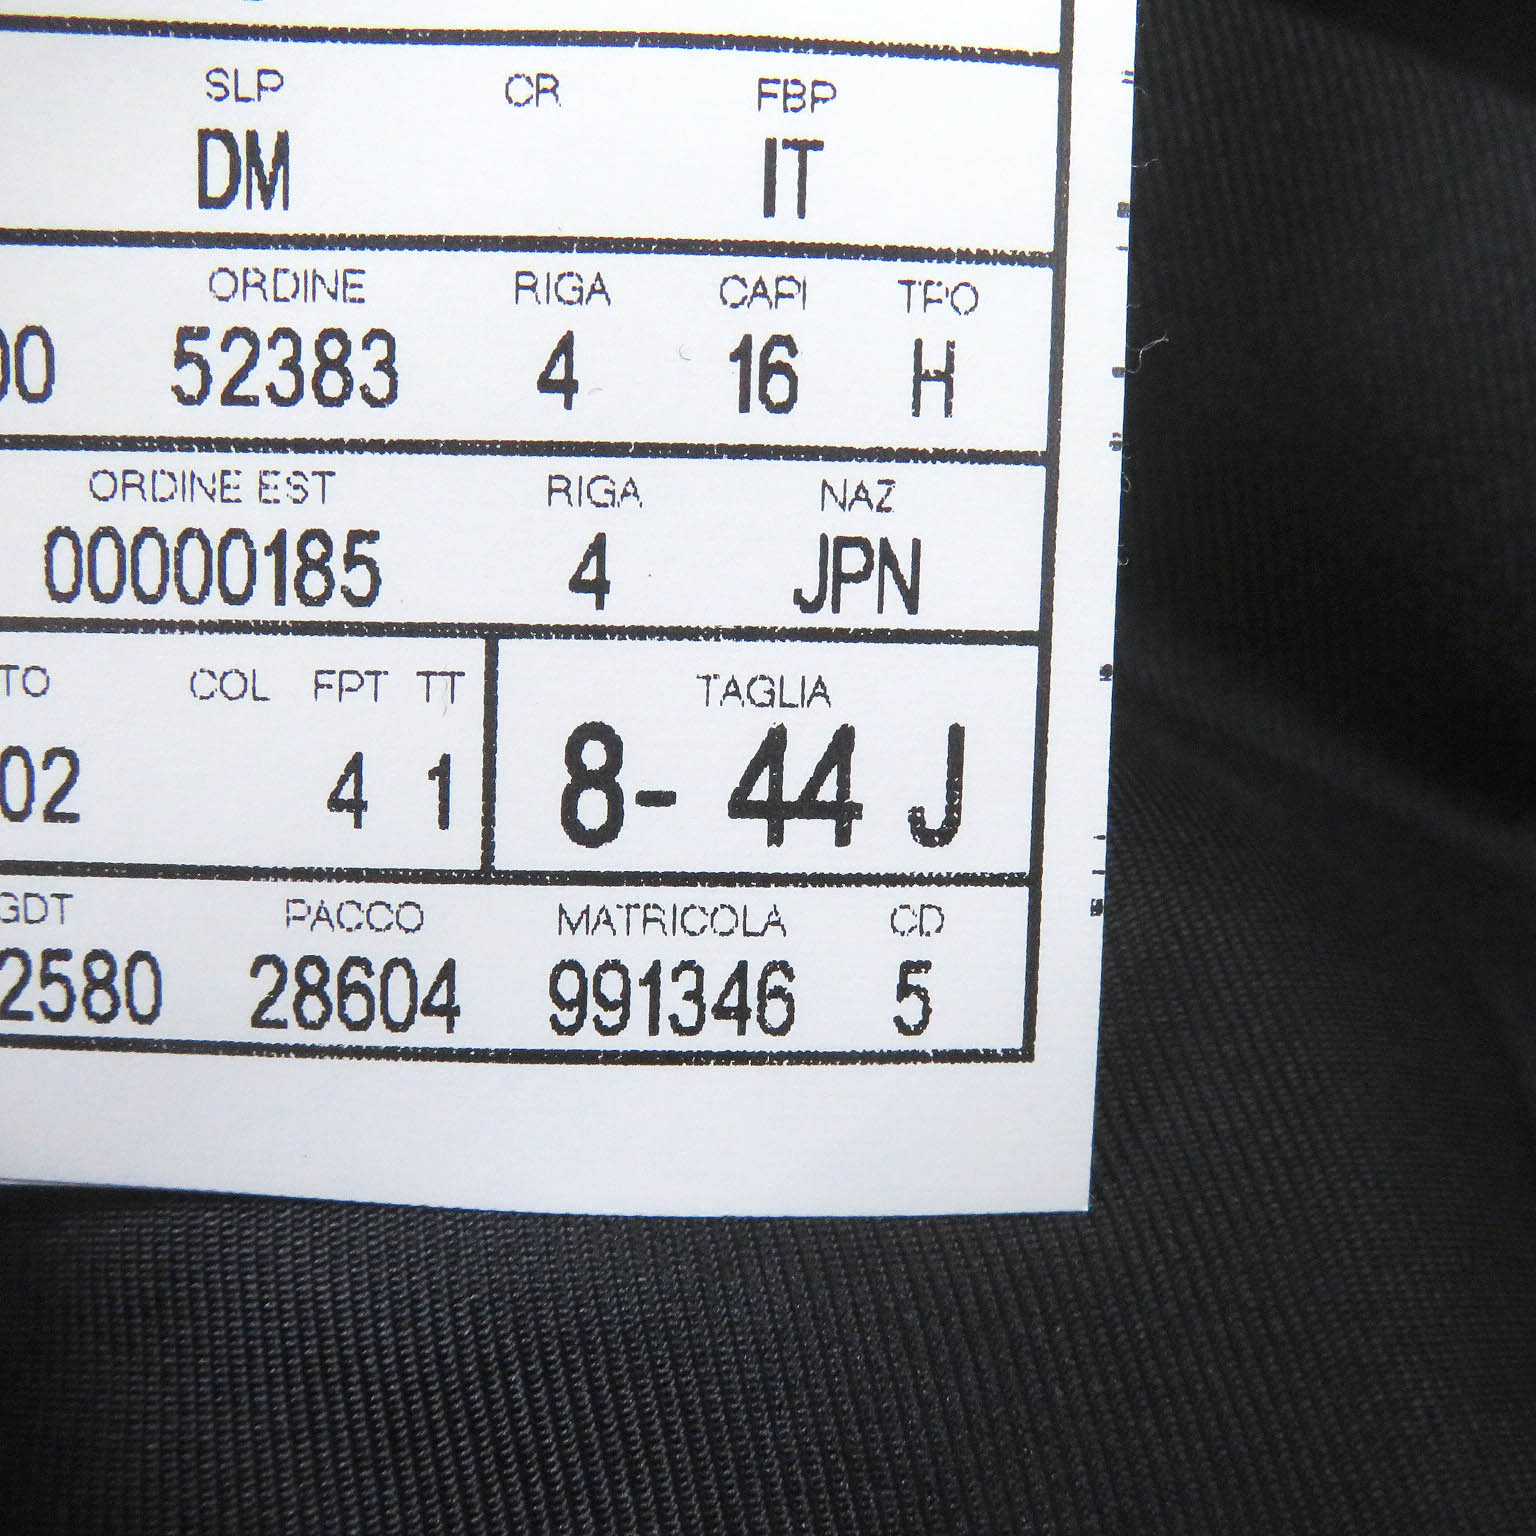 SLP CR FBP
DM IT
ORDINE RIGA CAPI TPO
00 52383 4 16 H
ORDINE EST RIGA NAZ
00000185 4 JPN
TO COL FPT TT TAGLIA
02 4 1 8- 44 J
GDT PACCO MATRICOLA CD
2580 28604 991346 5